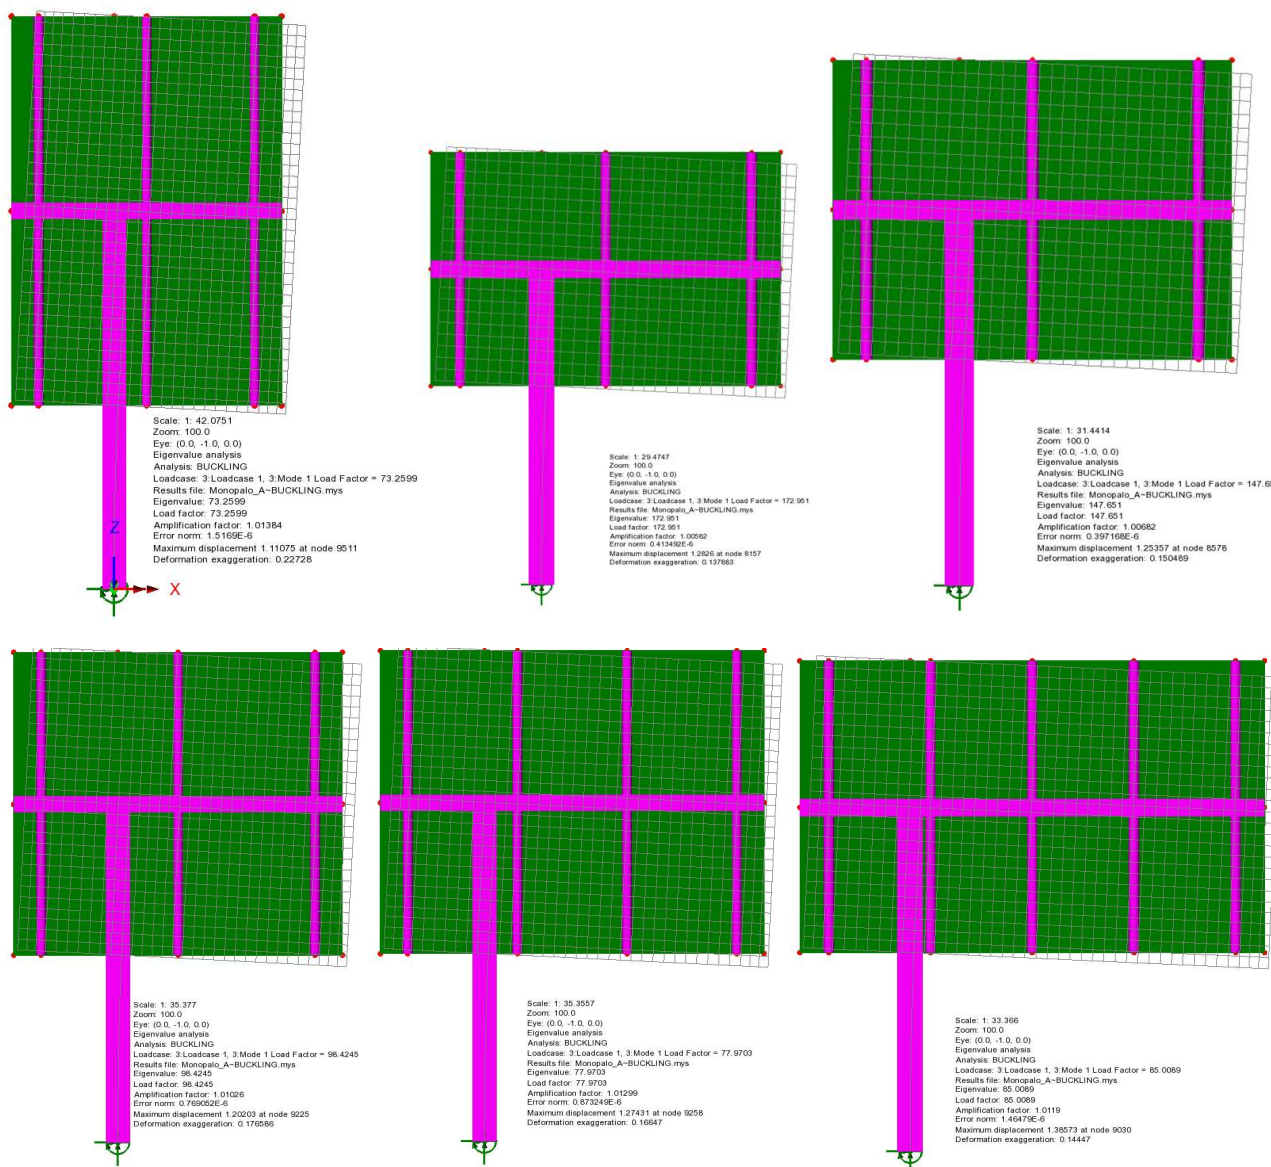 Scale: 1: 42.0751
Zoom: 100.0
Eye: (0.0, -1.0, 0.0)
Eigenvalue analysis
Analysis: BUCKLING
Loadcase: 3:Loadcase 1, 3:Mode 1 Load Factor = 73.2599
Results file: Monopalo_A~BUCKLING.mys
Eigenvalue: 73.2599
Load factor: 73.2599
Amplification factor: 1.01384
Error norm: 1.5169E-6
Maximum displacement 1.11075 at node 9511
Deformation exaggeration: 0.22728
Z
X
Scale: 1: 29.4747
Zoom: 100.0
Eye: (0.0, -1.0, 0.0)
Eigenvalue analysis
Analysis: BUCKLING
Loadcase: 3:Loadcase 1, 3:Mode 1 Load Factor = 172.951
Results file: Monopalo_A~BUCKLING.mys
Eigenvalue: 172.951
Load factor: 172.951
Amplification factor: 1.00582
Error norm: 0.413492E-6
Maximum displacement 1.2826 at node 8157
Deformation exaggeration: 0.137883
Scale: 1: 31.4414
Zoom: 100.0
Eye: (0.0, -1.0, 0.0)
Eigenvalue analysis
Analysis: BUCKLING
Loadcase: 3:Loadcase 1, 3:Mode 1 Load Factor = 147.65
Results file: Monopalo_A~BUCKLING.mys
Eigenvalue: 147.651
Load factor: 147.651
Amplification factor: 1.00682
Error norm: 0.397168E-6
Maximum displacement 1.25357 at node 8578
Deformation exaggeration: 0.150489
Scale: 1: 35.377
Zoom: 100.0
Eye: (0.0, -1.0, 0.0)
Eigenvalue analysis
Analysis: BUCKLING
Loadcase: 3:Loadcase 1, 3:Mode 1 Load Factor = 98.4245
Results file: Monopalo_A~BUCKLING.mys
Eigenvalue: 98.4245
Load factor: 98.4245
Amplification factor: 1.01026
Error norm: 0.769052E-6
Maximum displacement 1.20203 at node 9225
Deformation exaggeration: 0.176586
Scale: 1: 35.3557
Zoom: 100.0
Eye: (0.0, -1.0, 0.0)
Eigenvalue analysis
Analysis: BUCKLING
Loadcase: 3:Loadcase 1, 3:Mode 1 Load Factor = 77.9703
Results file: Monopalo_A~BUCKLING.mys
Eigenvalue: 77.9703
Load factor: 77.9703
Amplification factor: 1.01299
Error norm: 0.873249E-6
Maximum displacement 1.27431 at node 9258
Deformation exaggeration: 0.16647
Scale: 1: 33.366
Zoom: 100.0
Eye: (0.0, -1.0, 0.0)
Eigenvalue analysis
Analysis: BUCKLING
Loadcase: 3:Loadcase 1, 3:Mode 1 Load Factor = 85.0089
Results file: Monopalo_A~BUCKLING.mys
Eigenvalue: 85.0089
Load factor: 85.0089
Amplification factor: 1.0119
Error norm: 1.46479E-6
Maximum displacement 1.38573 at node 9030
Deformation exaggeration: 0.14447